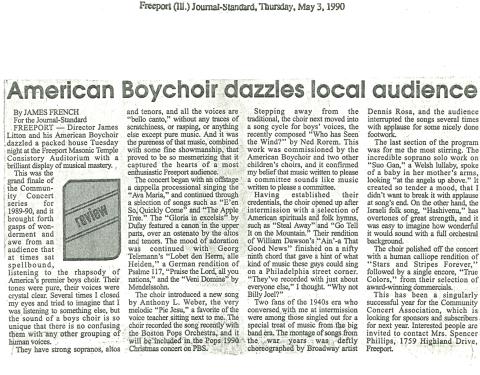 Freeport (Ill.) Journal-Standard, Thursday, May 3, 1990
American Boychoir dazzles local audience
By JAMES FRENCH
For the Journal-Standard
FREEPORT — Director James
Litton and his American Boychoir
dazzled a packed house Tuesday
night at the Freeport Masonic Temple
Consistory Auditorium with a
brilliant display of musical mastery.
This was the
grand finale of
the Commun-
ity Concert
series for
1989-90, and it
brought forth
gasps of won-
derment and
awe from an
audience that
at times sat
spellbound,
review
listening to the rhapsody of
America's premier boys choir. Their
tones were pure, their voices were
crystal clear. Several times I closed
my eyes and tried to imagine that I
was listening to something else, but
the sound of a boys choir is so
unique that there is no confusing
them with any other grouping of
human voices.
They have strong sopranos, altos
and tenors, and all the voices are
"bello canto," without any traces of
scratchiness, or rasping, or anything
else except pure music. And it was
the pureness of that music, combined
with some fine showmanship, that
proved to be so mesmerizing that it
captured the hearts of a most
enthusiastic Freeport audience.
The concert began with an offstage
a cappella processional singing the
"Ava Maria," and continued through
a selection of songs such as "E'en
So, Quickly Come" and "The Apple
Tree." Their "Gloria in excelsis" by
Dufay featured a canon in the upper
parts, over an ostenato by the altos
and tenors. The mood of adoration
was continued with Georg
Telemann's "Lobet den Herrn, alle
Heiden," a German rendition of
Psalme 117, "Praise the Lord, all you
nations," and the "Veni Domine" by
Mendelssohn.
The choir introduced a new song
by Anthony L. Weber, the very
melodic "Pie Jesu," a favorite of the
voice teacher sitting next to me. The
choir recorded the song recently with
the Boston Pops Orchestra, and it
will be included in the Pops 1990
Christmas concert on PBS.
Stepping away from the
traditional, the choir next moved into
a song cycle for boys' voices, the
recently composed "Who has Seen
the Wind?" by Ned Rorem. This
work was commissioned by the
American Boychoir and two other
children's choirs, and it confirmed
my belief that music written to please
a committee sounds like music
written to please a committee.
Having established their
credentials, the choir opened up after
intermission with a selection of
American spirituals and folk hymns,
such as "Steal Away" and "Go Tell
It on the Mountain." Their rendition
of William Dawson's "Ain'-a That
Good News" finished on a nifty
ninth chord that gave a hint of what
kind of music these guys could sing
on a Philadelphia street corner.
"They've recorded with just about
everyone else," I thought. "Why not
Billy Joel?"
Two fans of the 1940s era who
conversed with me at intermission
were among those singled out for a
special treat of music from the big
band era. The montage of songs from
the war years was deftly
choreographed by Broadway artist
Dennis Rosa, and the audience
interrupted the songs several times
with applause for some nicely done
footwork.
The last section of the program
was for me the most stirring. The
incredible soprano solo work on
"Suo Gan," a Welsh lullaby, spoke
of a baby in her mother's arms,
looking "at the angels up above." It
created so tender a mood, that I
didn't want to break it with applause
at song's end. On the other hand, the
Israeli folk song, "Hashivenu," has
overtones of great strength, and it
was easy to imagine how wonderful
it would sound with a full orchestral
background.
The choir polished off the concert
with a human calliope rendition of
"Stars and Stripes Forever,"
followed by a single encore, "True
Colors," from their selection of
award-winning commercials.
This has been a singularly
successful year for the Community
Concert Association, which is
looking for sponsors and subscribers
for next year. Interested people are
invited to contact Mrs. Spencer
Phillips, 1759 Highland Drive,
Freeport.